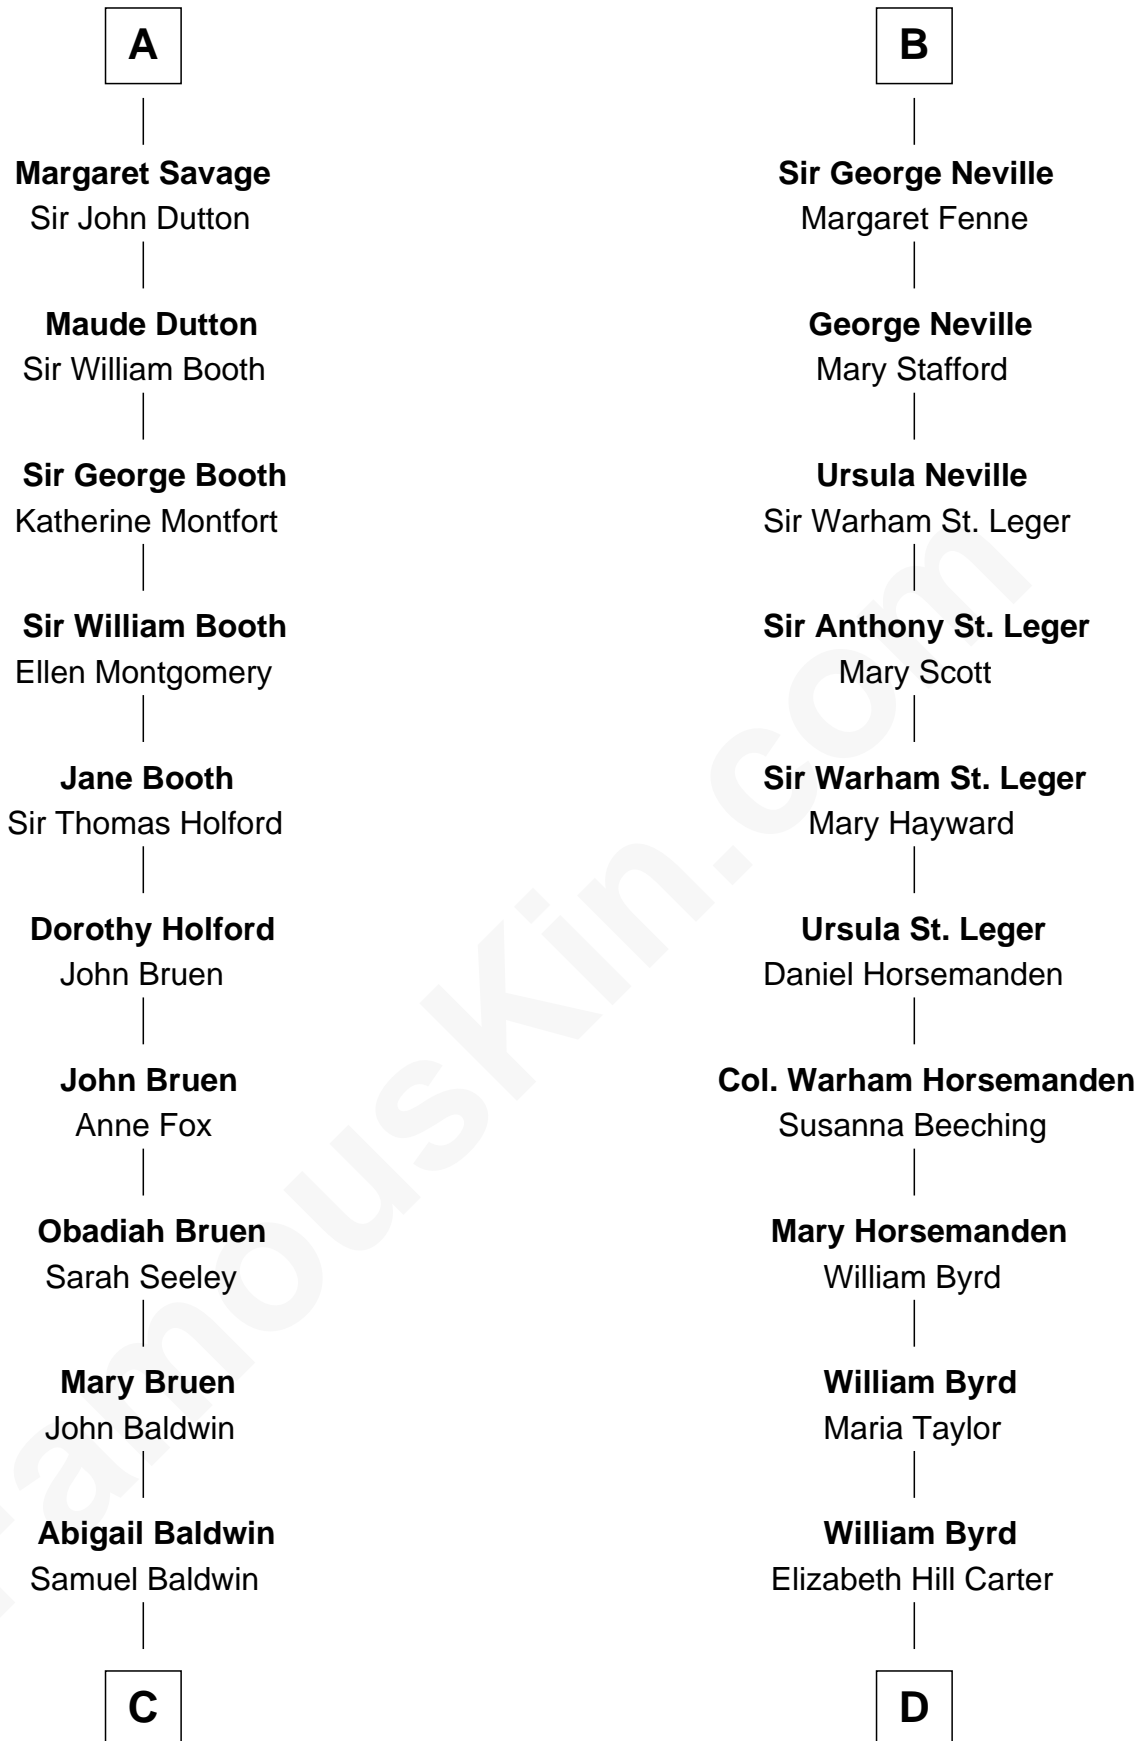 A
Margaret Savage
Sir John Dutton
Maude Dutton
Sir William Booth
Sir George Booth
Katherine Montfort
Sir William Booth
Ellen Montgomery
Jane Booth
Sir Thomas Holford
Dorothy Holford
John Bruen
John Bruen
Anne Fox
Obadiah Bruen
Sarah Seeley
Mary Bruen
John Baldwin
Abigail Baldwin
Samuel Baldwin
C
B
Sir George Neville
Margaret Fenne
George Neville
Mary Stafford
Ursula Neville
Sir Warham St. Leger
Sir Anthony St. Leger
Mary Scott
Sir Warham St. Leger
Mary Hayward
Ursula St. Leger
Daniel Horsemanden
Col. Warham Horsemanden
Susanna Beeching
Mary Horsemanden
William Byrd
William Byrd
Maria Taylor
William Byrd
Elizabeth Hill Carter
D
FamousKin.com